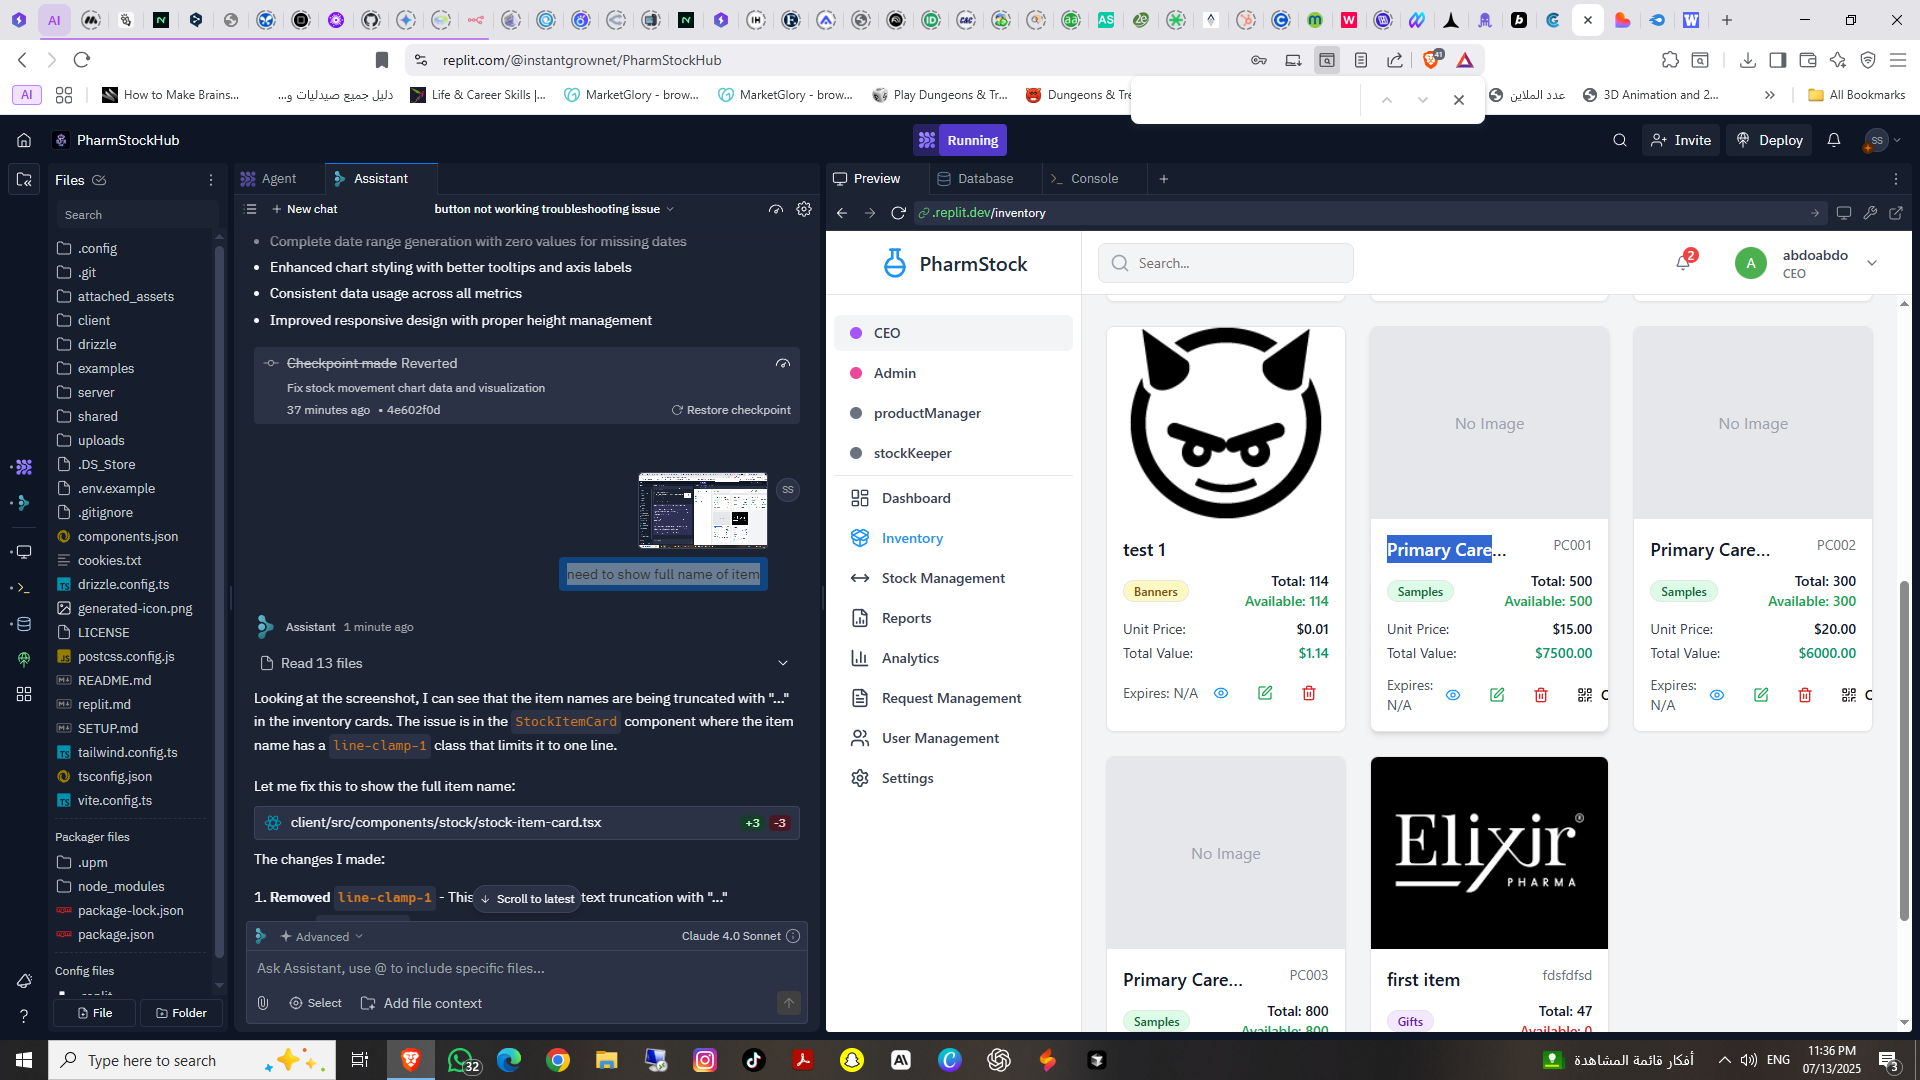 AI
replit.com/@instantgrownet/PharmStockHub
41
AI
How to Make Brains...
دليل جميع صيدليات و...
Life & Career Skills |...
MarketGlory - brow...
MarketGlory - brow...
Play Dungeons & Tr...
Dungeons & Tre
عدد الملاين
3D Animation and 2...
All Bookmarks
PharmStockHub
Running
Invite
Deploy
SS
Files
Search
.config
.git
attached_assets
client
drizzle
examples
server
shared
uploads
.DS_Store
.env.example
.gitignore
components.json
cookies.txt
drizzle.config.ts
generated-icon.png
LICENSE
postcss.config.js
README.md
replit.md
SETUP.md
tailwind.config.ts
tsconfig.json
vite.config.ts
Packager files
.upm
node_modules
package-lock.json
package.json
Config files
.replit
File
Folder
Agent
Assistant
New chat
button not working troubleshooting issue
• Complete date range generation with zero values for missing dates
• Enhanced chart styling with better tooltips and axis labels
• Consistent data usage across all metrics
• Improved responsive design with proper height management
Checkpoint made Reverted
Fix stock movement chart data and visualization
37 minutes ago • 4e602f0d
Restore checkpoint
SS
need to show full name of item
Assistant 1 minute ago
Read 13 files
Looking at the screenshot, I can see that the item names are being truncated with "..."
in the inventory cards. The issue is in the StockItemCard component where the item
name has a line-clamp-1 class that limits it to one line.
Let me fix this to show the full item name:
client/src/components/stock/stock-item-card.tsx
+3 -3
The changes I made:
1. Removed line-clamp-1 - This
Scroll to latest
text truncation with "..."
Advanced
Claude 4.0 Sonnet
Ask Assistant, use @ to include specific files...
Select
Add file context
Preview
Database
Console
.replit.dev/inventory
PharmStock
Search...
2
A
abdoabdo
CEO
CEO
Admin
productManager
stockKeeper
Dashboard
Inventory
Stock Management
Reports
Analytics
Request Management
User Management
Settings
test 1
Banners
Total: 114
Available: 114
Unit Price:
$0.01
Total Value:
$1.14
Expires: N/A
No Image
Primary Care...
PC001
Samples
Total: 500
Available: 500
Unit Price:
$15.00
Total Value:
$7500.00
Expires:
N/A
No Image
Primary Care...
PC002
Samples
Total: 300
Available: 300
Unit Price:
$20.00
Total Value:
$6000.00
Expires:
N/A
No Image
Primary Care...
PC003
Samples
Total: 800
Available: 800
Elixir®
PHARMA
first item
fdsfdfsd
Gifts
Total: 47
Available: 0
Type here to search
32
أفكار قائمة المشاهدة
ENG
11:36 PM
07/13/2025
3